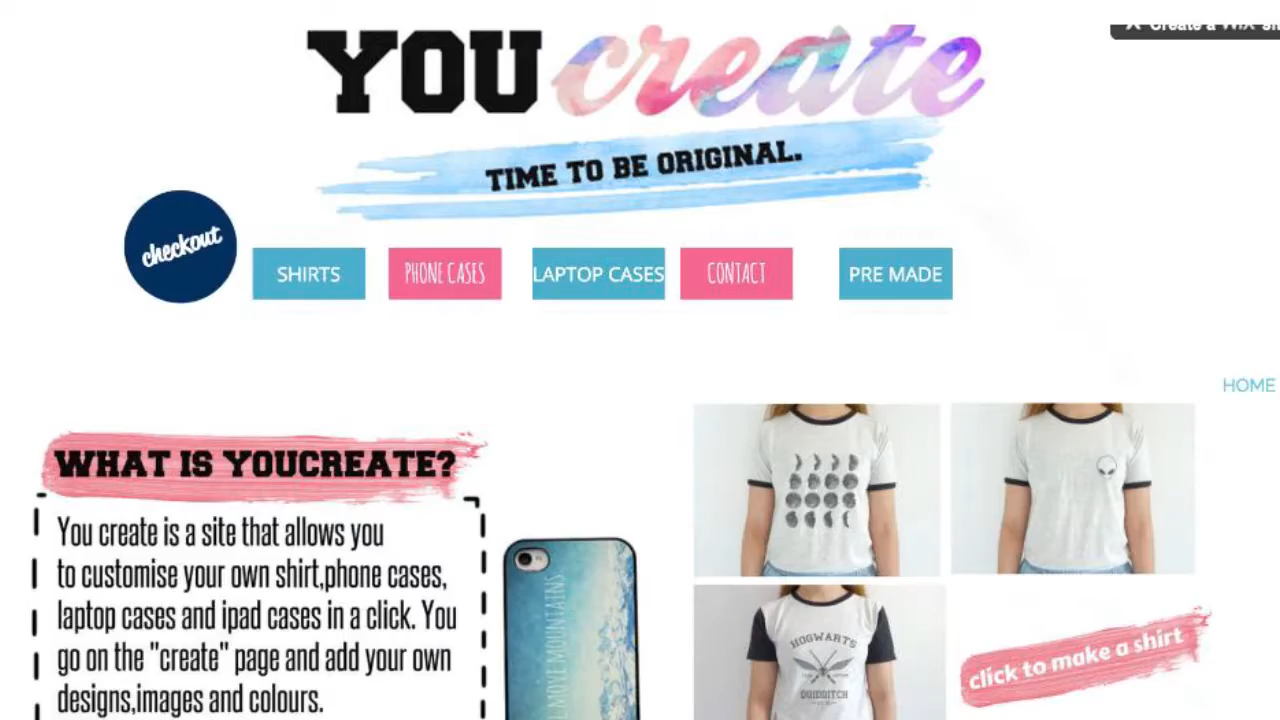 YOU create
TIME TO BE ORIGINAL.
checkout
SHIRTS
PHONE CASES
LAPTOP CASES
CONTACT
PRE MADE
HOME
WHAT IS YOUCREATE?
You create is a site that allows you
to customise your own shirt,phone cases,
laptop cases and ipad cases in a click. You
go on the "create" page and add your own
designs,images and colours.
MOVE MOUNTAINS
HOGWARTS
QUIDDITCH
click to make a shirt